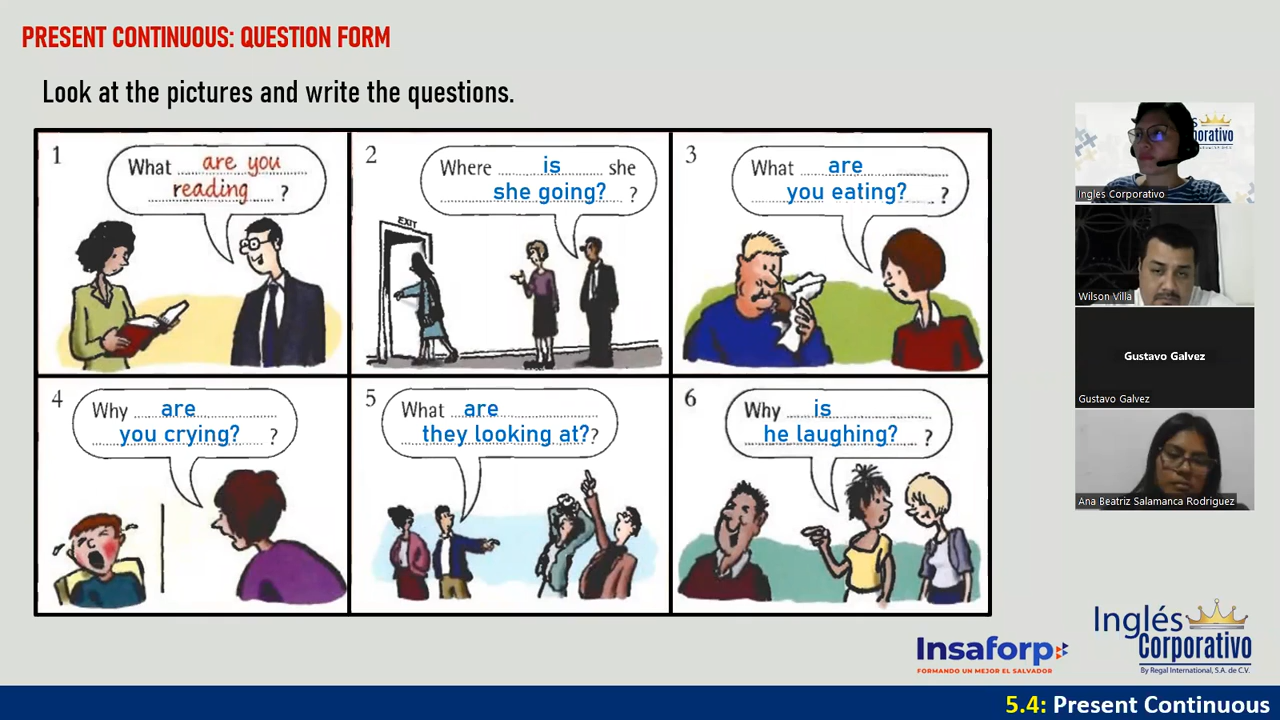 PRESENT CONTINUOUS: QUESTION FORM
Look at the pictures and write the questions.
1
What are you
reading ?
2
Where is she
she going? ?
EXIT
3
What are
you eating? ?
4
Why are
you crying? ?
5
What are
they looking at??
6
Why is
he laughing? ?
s
orporativo
Inglés Corporativo
Wilson Villa
Gustavo Galvez
Gustavo Galvez
Ana Beatriz Salamanca Rodriguez
Insaforp
FORMANDO UN MEJOR EL SALVADOR
Inglés
Corporativo
By Regal International, S.A. de C.V.
5.4: Present Continuous